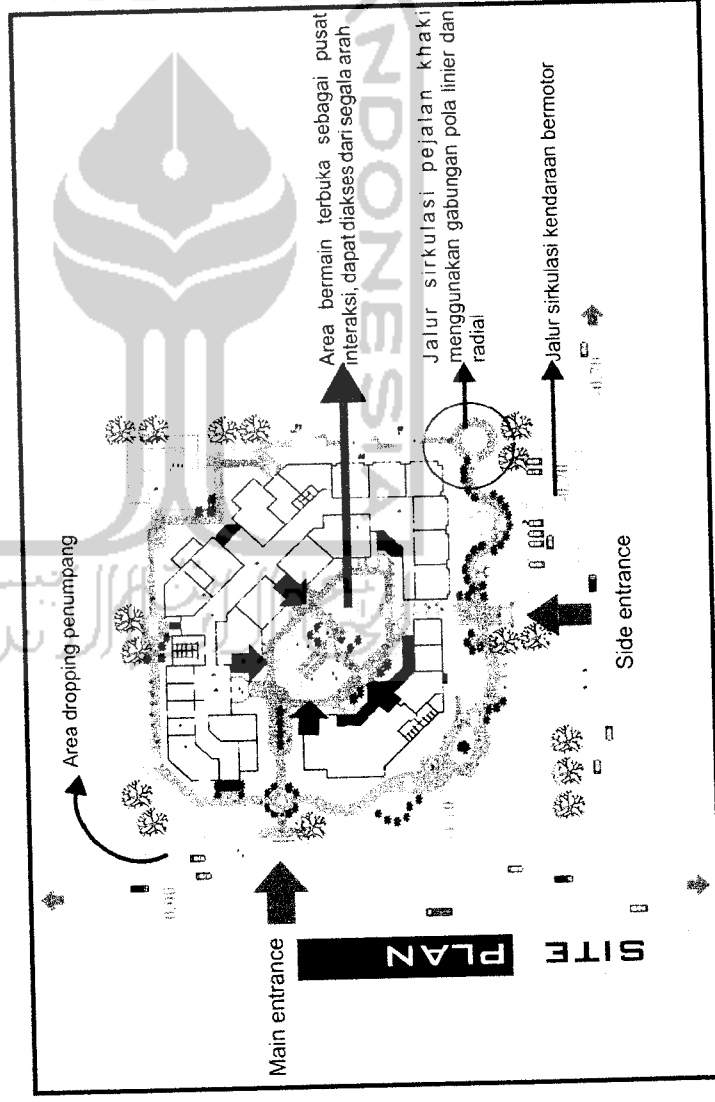 Area dropping penumpang
Area bermain terbuka sebagai pusat
interaksi, dapat diakses dari segala arah
Jalur sirkulasi pejalan khaki
menggunakan gabungan pola linier dan
radial
Jalur sirkulasi kendaraan bermotor
Main entrance
Side entrance
SITE PLAN
NDONESIA